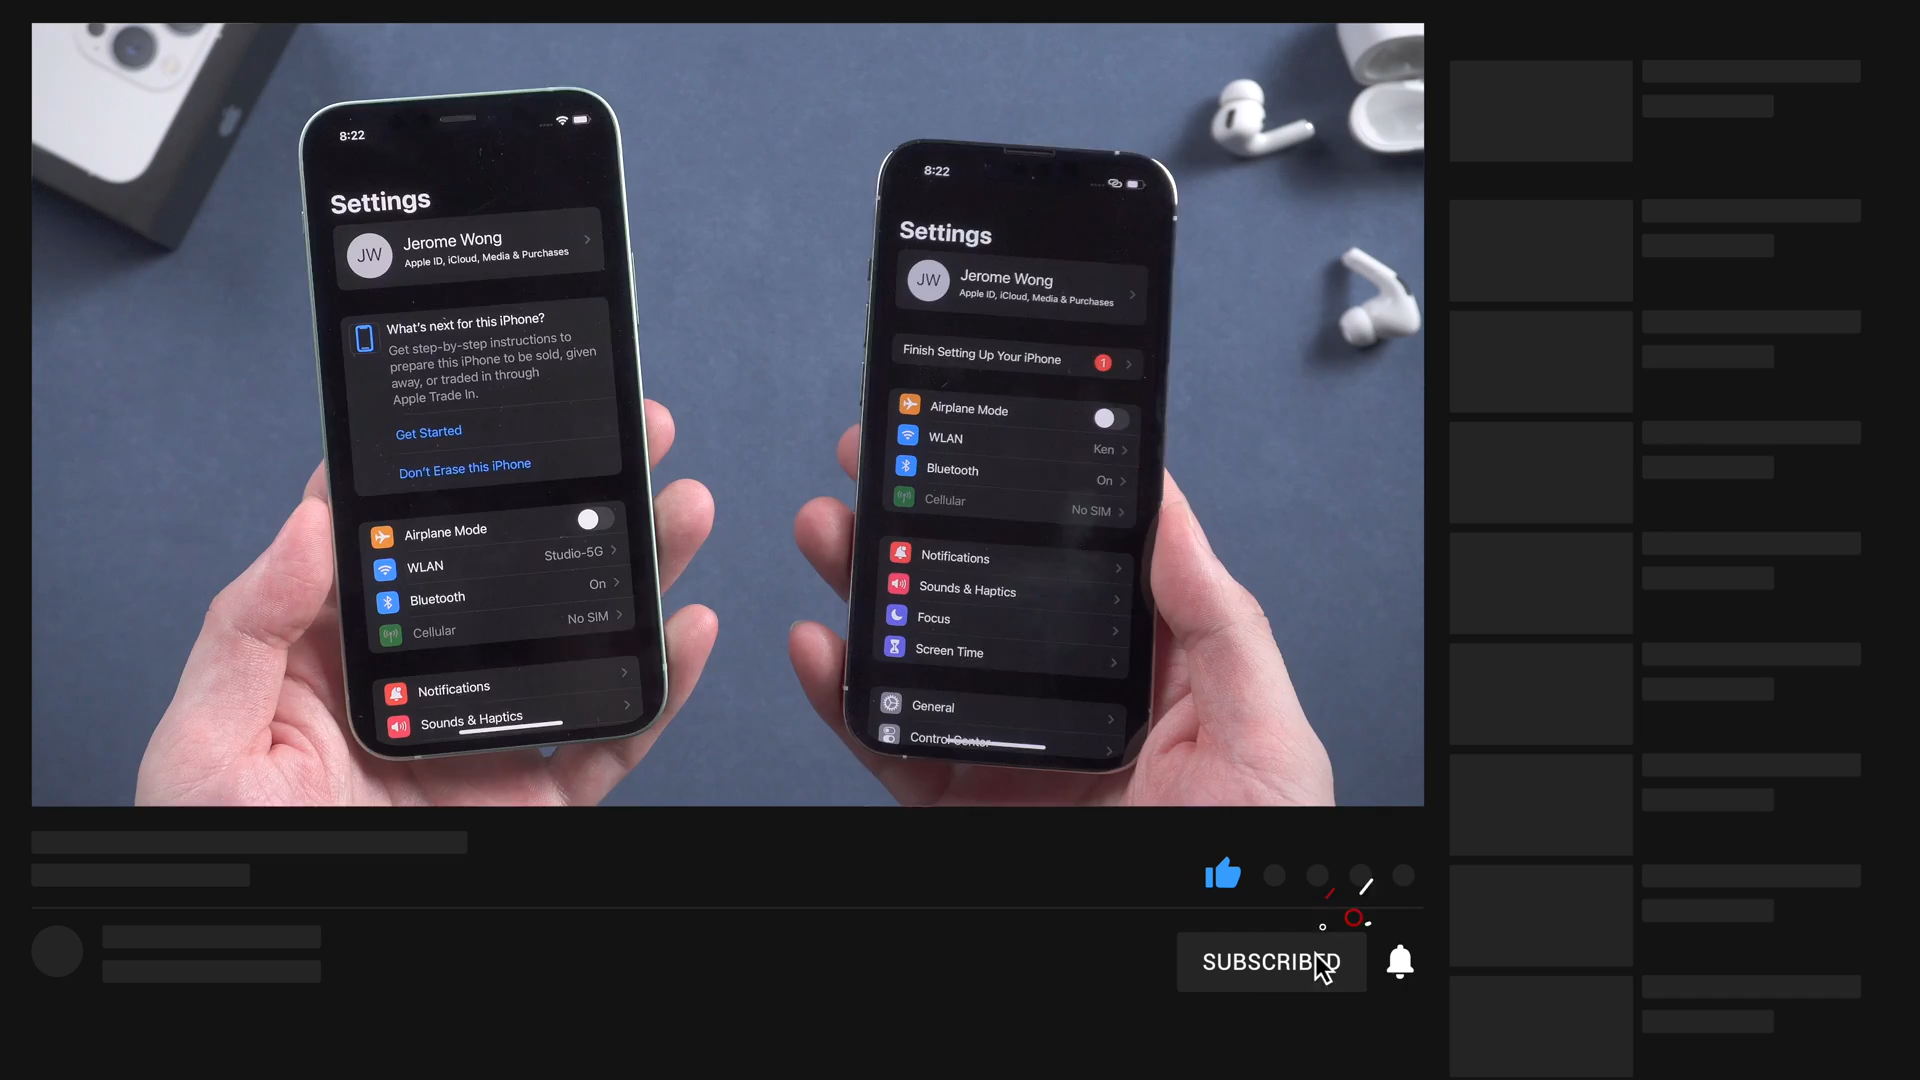 8:22
Settings
JW
Jerome Wong
Apple ID, iCloud, Media & Purchases
What's next for this iPhone?
Get step-by-step instructions to
prepare this iPhone to be sold, given
away, or traded in through
Apple Trade In.
Get Started
Don't Erase this iPhone
Airplane Mode
WLAN
Studio-5G
Bluetooth
On
Cellular
No SIM
Notifications
Sounds & Haptics
8:22
Settings
JW
Jerome Wong
Apple ID, iCloud, Media & Purchases
Finish Setting Up Your iPhone
1
Airplane Mode
WLAN
Ken
Bluetooth
On
Cellular
No SIM
Notifications
Sounds & Haptics
Focus
Screen Time
General
Control Center
SUBSCRIBED